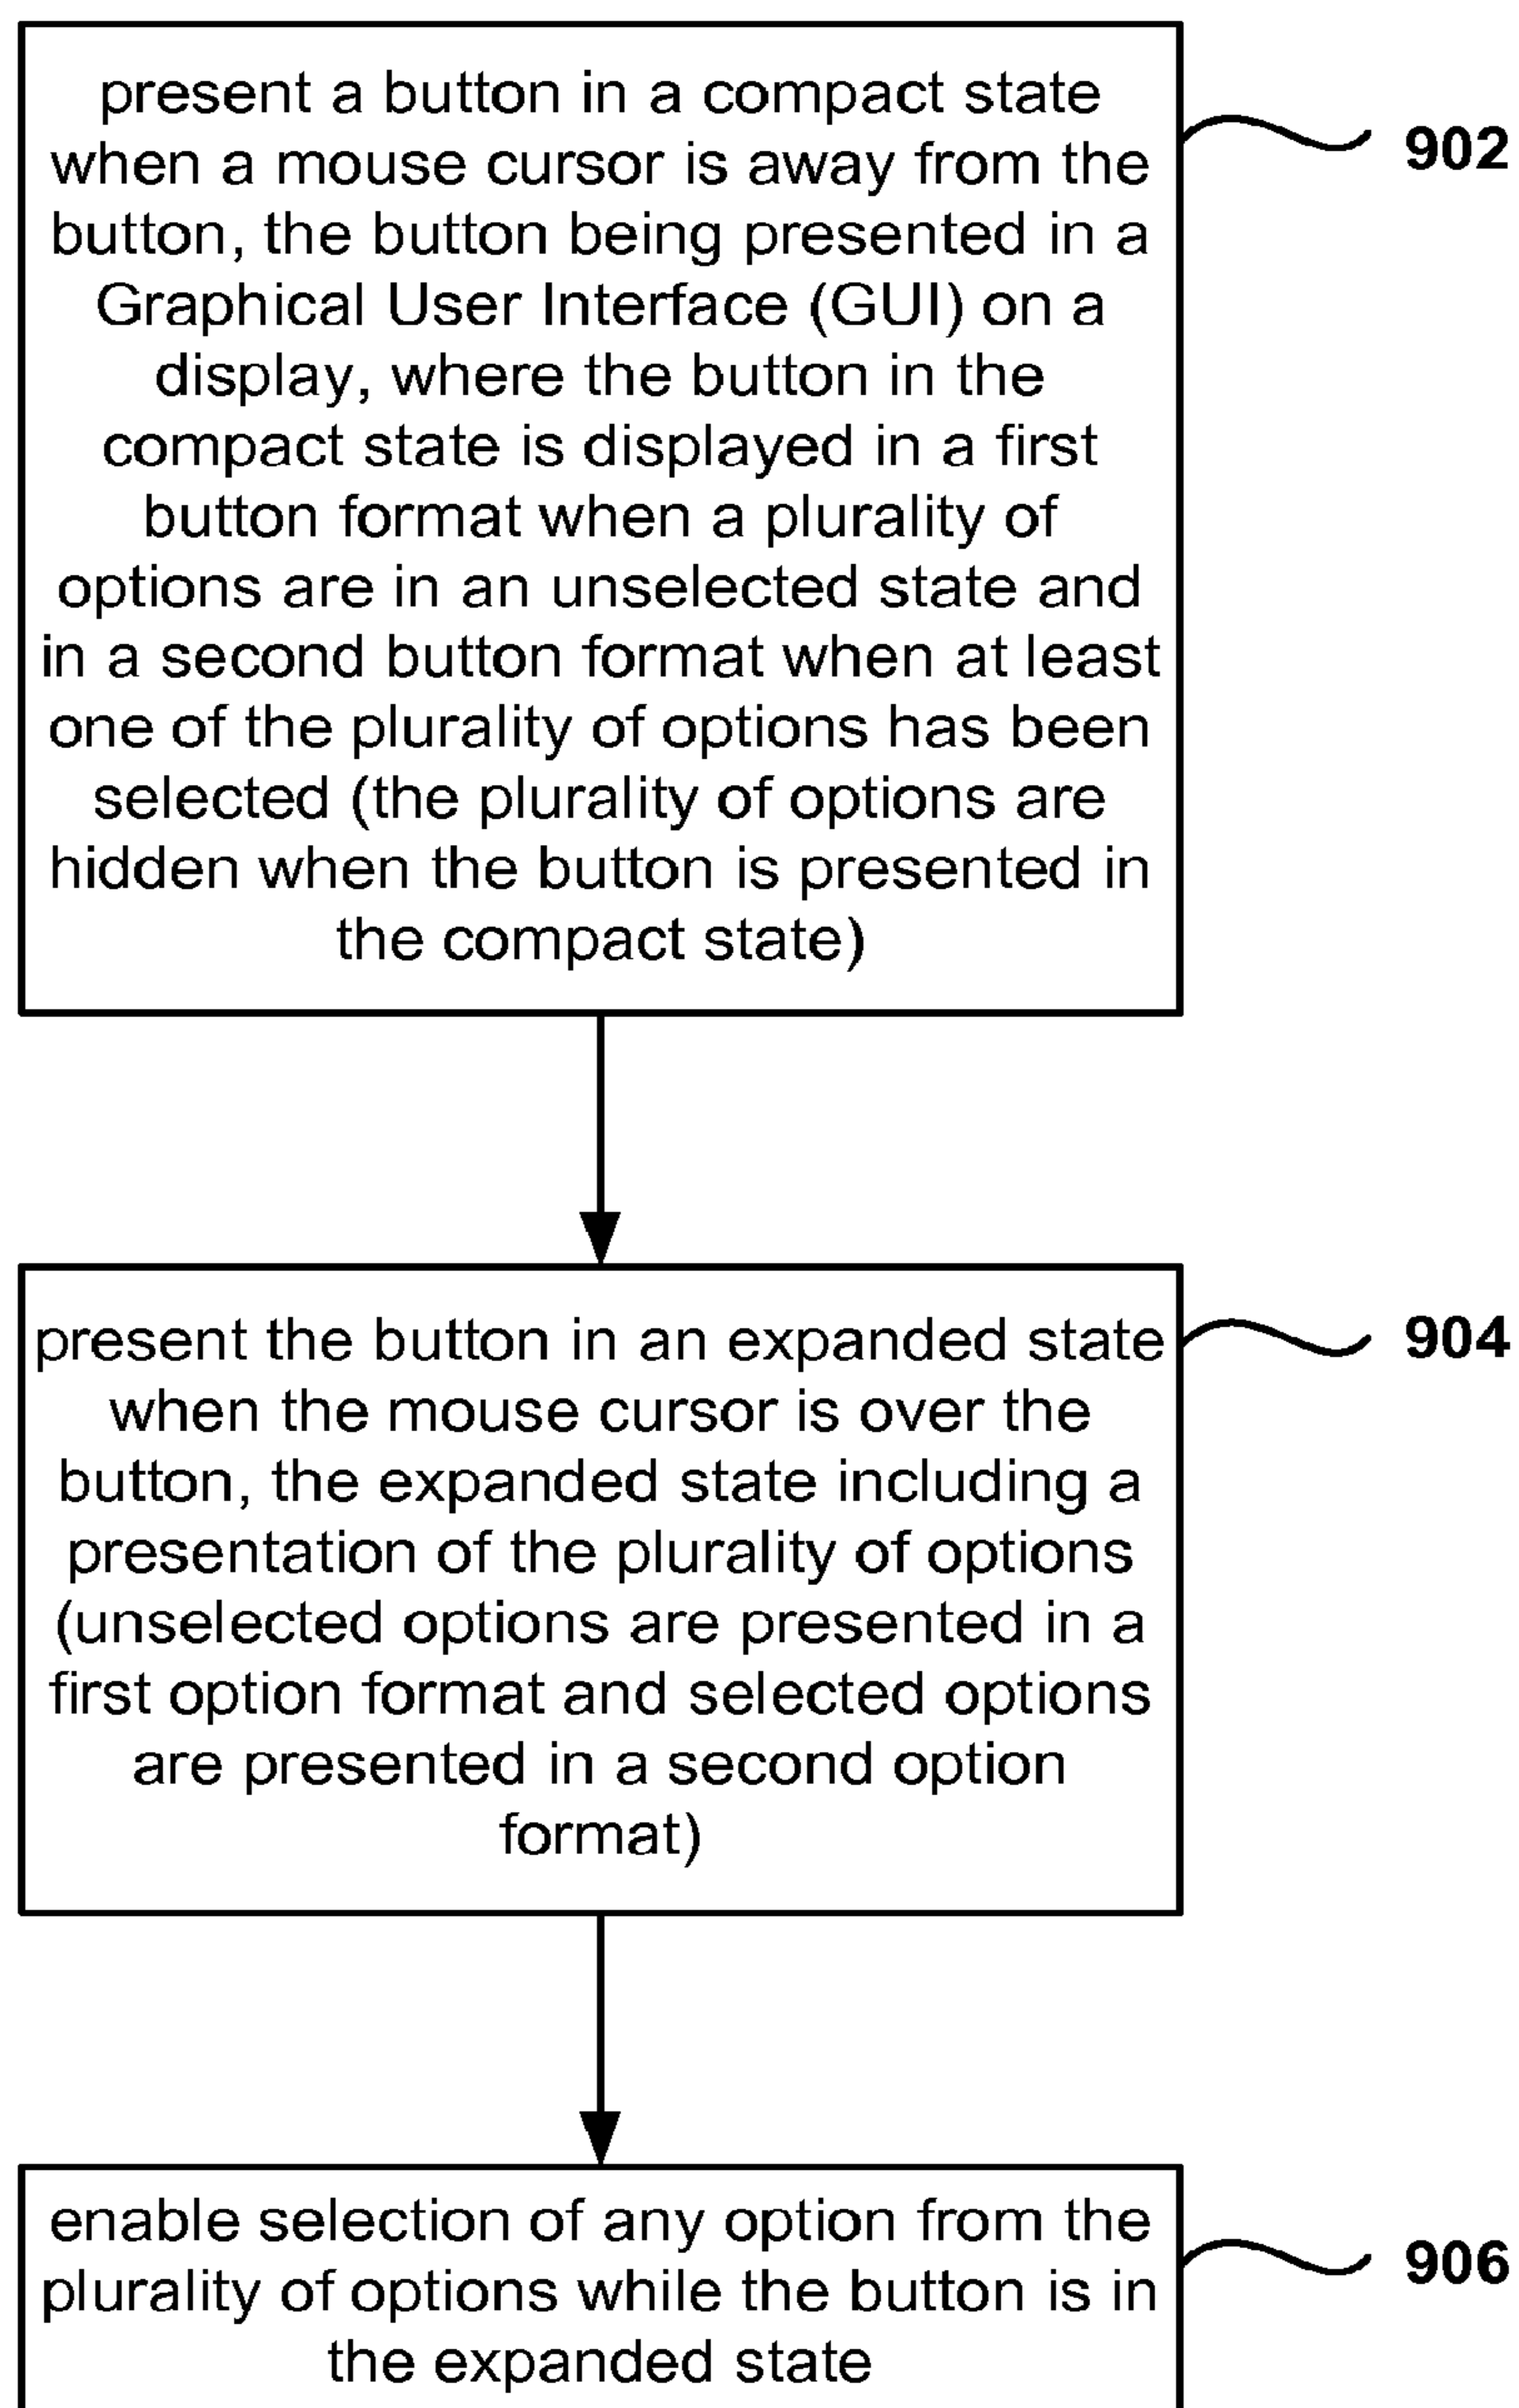 present a button in a compact state
when a mouse cursor is away from the
button, the button being presented in a
Graphical User Interface (GUI) on a
display, where the button in the
compact state is displayed in a first
button format when a plurality of
options are in an unselected state and
in a second button format when at least
one of the plurality of options has been
selected (the plurality of options are
hidden when the button is presented in
the compact state)
902
present the button in an expanded state
when the mouse cursor is over the
button, the expanded state including a
presentation of the plurality of options
(unselected options are presented in a
first option format and selected options
are presented in a second option
format)
904
enable selection of any option from the
plurality of options while the button is in
the expanded state
906